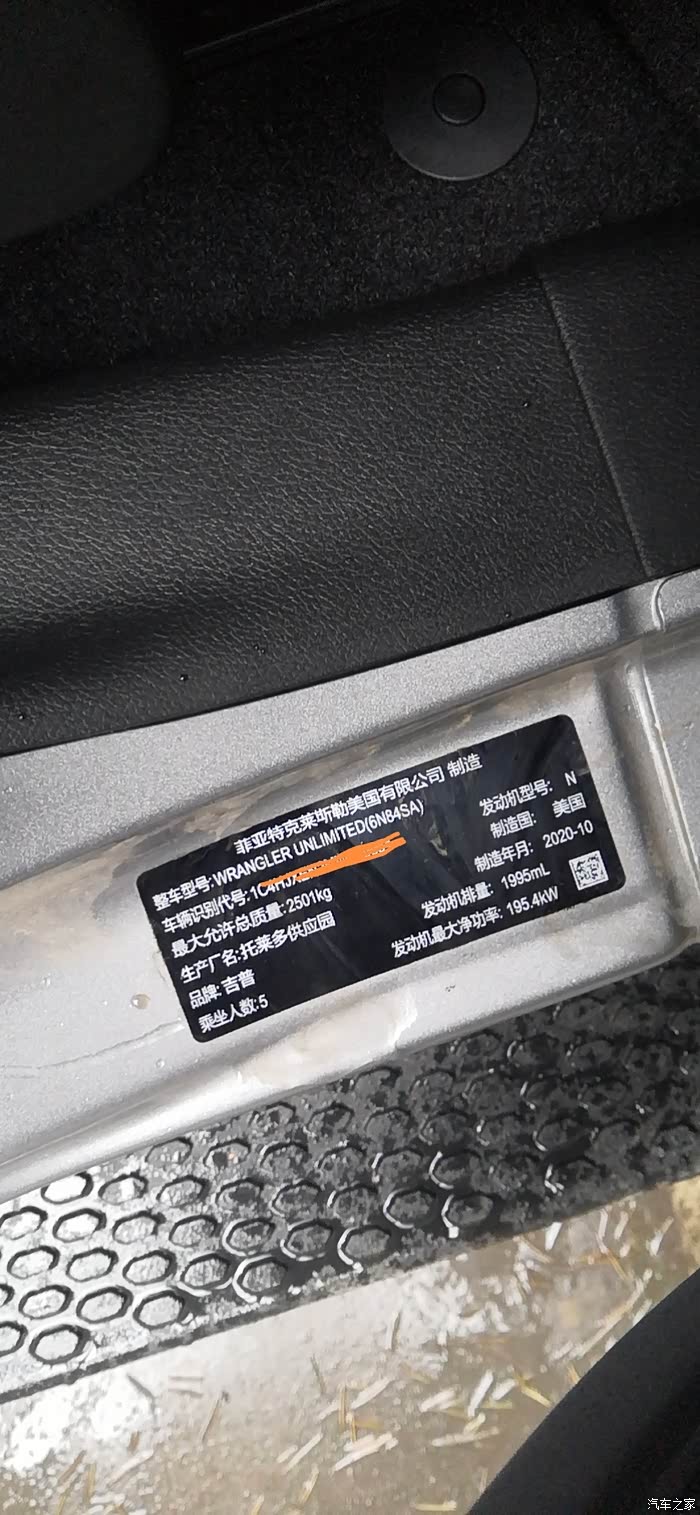 菲亚特克莱斯勒美国有限公司 制造
整车型号:WRANGLER UNLIMITED(6N84SA) 发动机型号: N
车辆识别代号:1C4HJX 制造国: 美国
最大允许总质量:2501kg 制造年月: 2020-10
生产厂名:托莱多供应园 发动机排量: 1995mL
品牌:吉普 发动机最大净功率: 195.4kW
乘坐人数:5
汽车之家